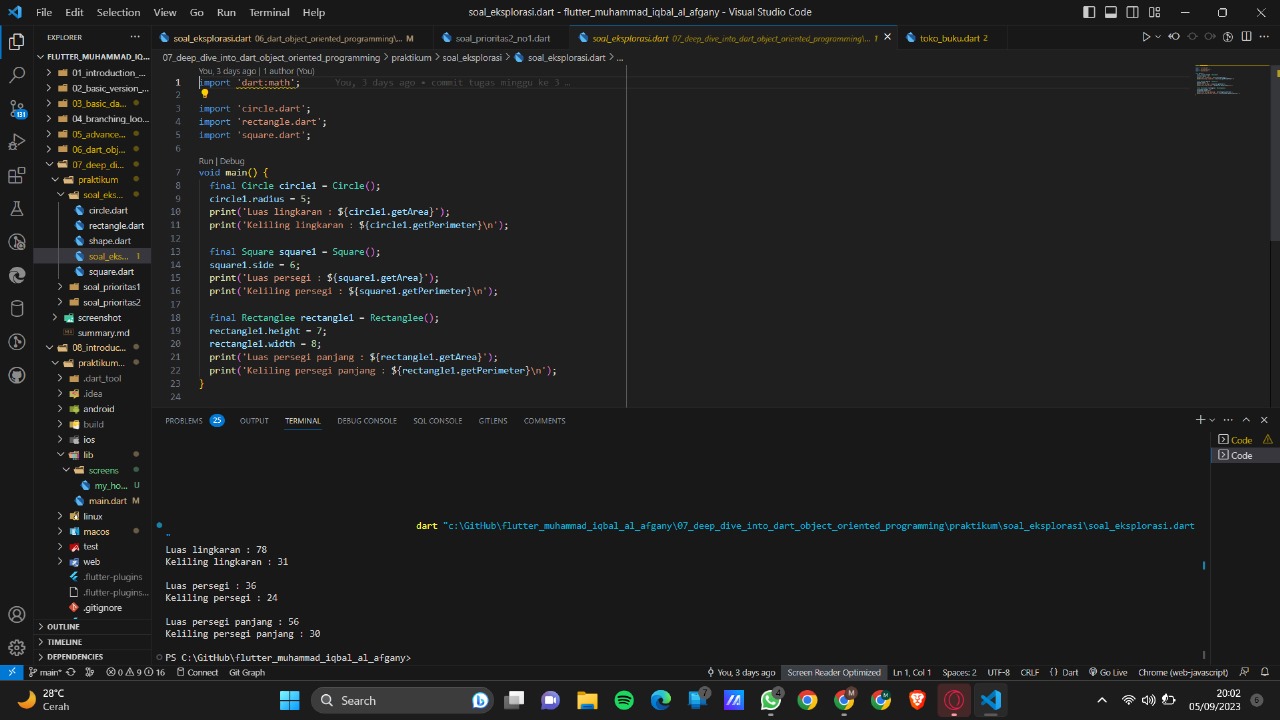 File Edit Selection View Go Run Terminal Help
soal_eksplorasi.dart - flutter_muhammad_iqbal_al_afgany - Visual Studio Code
EXPLORER
FLUTTER_MUHAMMAD_IQ...
01_introduction_...
02_basic_version_...
03_basic_da...
04_branching_loo...
05_advance...
06_dart_obj...
07_deep_di...
praktikum
soal_eks...
circle.dart
rectangle.dart
shape.dart
soal_eks... 1
square.dart
soal_prioritas1
soal_prioritas2
screenshot
summary.md
08_introduc...
praktikum...
.dart_tool
.idea
android
build
ios
lib
screens
my_ho... U
main.dart M
linux
macos
test
web
.flutter-plugins
.flutter-plugins...
.gitignore
OUTLINE
TIMELINE
DEPENDENCIES
131
soal_eksplorasi.dart 06_dart_object_oriented_programming\... M
soal_prioritas2_no1.dart
soal_eksplorasi.dart 07_deep_dive_into_dart_object_oriented_programming\... 1
toko_buku.dart 2
07_deep_dive_into_dart_object_oriented_programming > praktikum > soal_eksplorasi > soal_eksplorasi.dart > ...
You, 3 days ago | 1 author (You)
1 import 'dart:math'; You, 3 days ago • commit tugas minggu ke 3 …
2
3 import 'circle.dart';
4 import 'rectangle.dart';
5 import 'square.dart';
6
Run | Debug
7 void main() {
8 final Circle circle1 = Circle();
9 circle1.radius = 5;
10 print('Luas lingkaran : ${circle1.getArea}');
11 print('Keliling lingkaran : ${circle1.getPerimeter}\n');
12
13 final Square square1 = Square();
14 square1.side = 6;
15 print('Luas persegi : ${square1.getArea}');
16 print('Keliling persegi : ${square1.getPerimeter}\n');
17
18 final Rectanglee rectangle1 = Rectanglee();
19 rectangle1.height = 7;
20 rectangle1.width = 8;
21 print('Luas persegi panjang : ${rectangle1.getArea}');
22 print('Keliling persegi panjang : ${rectangle1.getPerimeter}\n');
23 }
24
PROBLEMS 25 OUTPUT TERMINAL DEBUG CONSOLE SQL CONSOLE GITLENS COMMENTS
Code
Code
dart "c:\GitHub\flutter_muhammad_iqbal_al_afgany\07_deep_dive_into_dart_object_oriented_programming\praktikum\soal_eksplorasi\soal_eksplorasi.dart
"
Luas lingkaran : 78
Keliling lingkaran : 31
Luas persegi : 36
Keliling persegi : 24
Luas persegi panjang : 56
Keliling persegi panjang : 30
PS C:\GitHub\flutter_muhammad_iqbal_al_afgany>
main* 0 9 16 Connect Git Graph You, 3 days ago Screen Reader Optimized Ln 1, Col 1 Spaces: 2 UTF-8 CRLF {} Dart Go Live Chrome (web-javascript)
28°C
Cerah
Search
7
4
M
M
20:02
05/09/2023
6